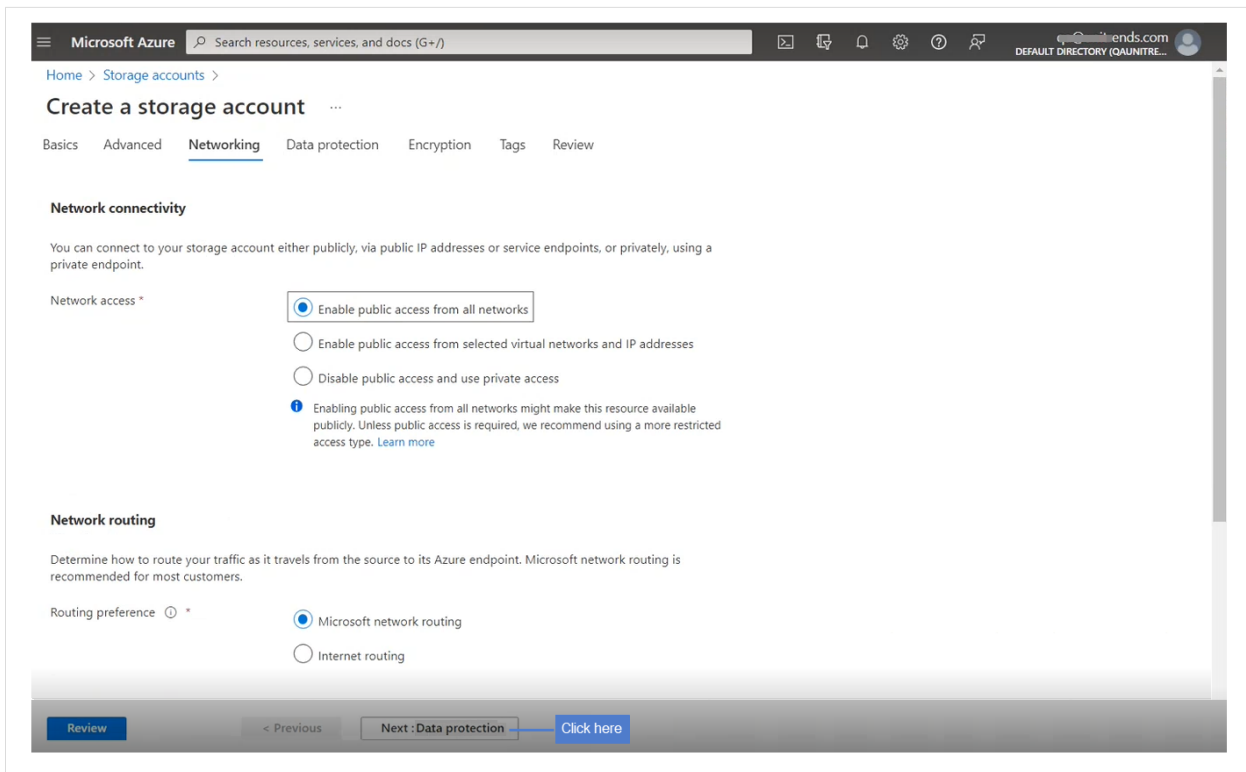 Microsoft Azure
Search resources, services, and docs (G+/)
ends.com
DEFAULT DIRECTORY (QAUNITRE...
Home > Storage accounts >
Create a storage account ...
Basics Advanced Networking Data protection Encryption Tags Review
Network connectivity
You can connect to your storage account either publicly, via public IP addresses or service endpoints, or privately, using a
private endpoint.
Network access *
Enable public access from all networks
Enable public access from selected virtual networks and IP addresses
Disable public access and use private access
Enabling public access from all networks might make this resource available
publicly. Unless public access is required, we recommend using a more restricted
access type. Learn more
Network routing
Determine how to route your traffic as it travels from the source to its Azure endpoint. Microsoft network routing is
recommended for most customers.
Routing preference *
Microsoft network routing
Internet routing
Review < Previous Next : Data protection Click here